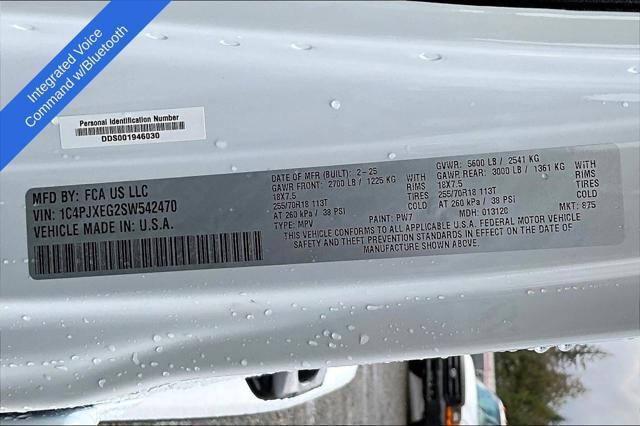 Integrated Voice
Command w/Bluetooth
Personal Identification Number
DDS001946030
MFD BY: FCA US LLC
VIN: 1C4PJXEG2SW542470
VEHICLE MADE IN: U.S.A.
DATE OF MFR (BUILT): 2-25
GAWR FRONT: 2700 LB / 1225 KG WITH
18X7.5 RIMS
255/70R18 113T TIRES
AT 260 kPa / 38 PSI COLD
TYPE: MPV PAINT: PW7
GVWR: 5600 LB / 2541 KG
GAWR REAR: 3000 LB / 1361 KG WITH
18X7.5 RIMS
255/70R18 113T TIRES
AT 260 kPa / 38 PSI COLD
MDH: 013120 MKT: 875
THIS VEHICLE CONFORMS TO ALL APPLICABLE U.S.A. FEDERAL MOTOR VEHICLE
SAFETY AND THEFT PREVENTION STANDARDS IN EFFECT ON THE DATE OF
MANUFACTURE SHOWN ABOVE.